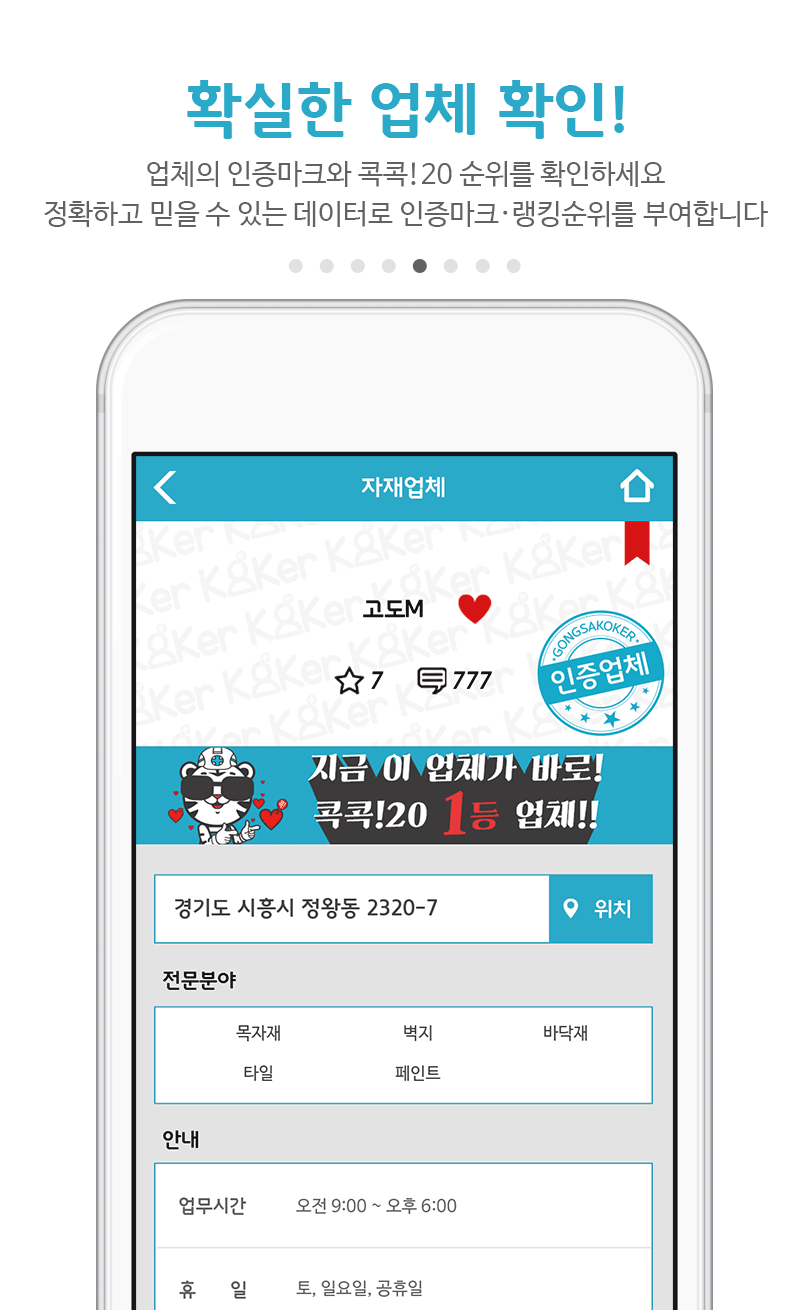 확실한 업체 확인!
업체의 인증마크와 콕콕!20 순위를 확인하세요
정확하고 믿을 수 있는 데이터로 인증마크·랭킹순위를 부여합니다
자재업체
KoKer KoKer KoKer
고도M
7 777
GONGSAKOKER
인증업체
지금 이 업체가 바로!
콕콕!20 1등 업체!!
경기도 시흥시 정왕동 2320-7 위치
전문분야
목자재 벽지 바닥재
타일 페인트
안내
업무시간 오전 9:00 ~ 오후 6:00
휴 일 토, 일요일, 공휴일